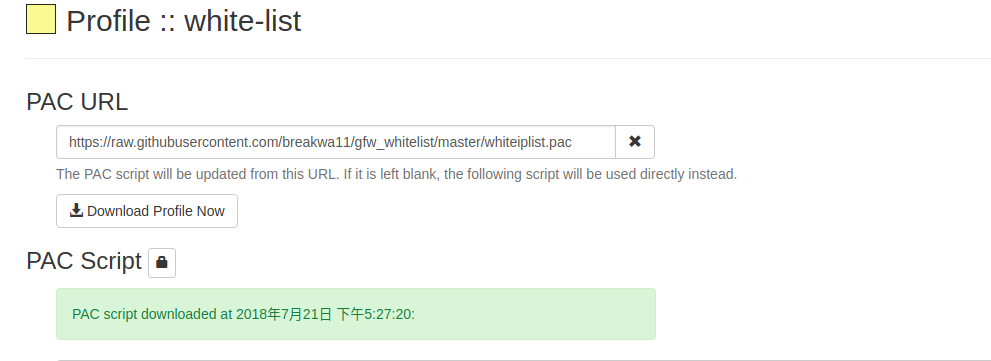 Profile :: white-list
PAC URL
https://raw.githubusercontent.com/breakwa11/gfw_whitelist/master/whiteiplist.pac
The PAC script will be updated from this URL. If it is left blank, the following script will be used directly instead.
Download Profile Now
PAC Script
PAC script downloaded at 2018年7月21日 下午5:27:20: